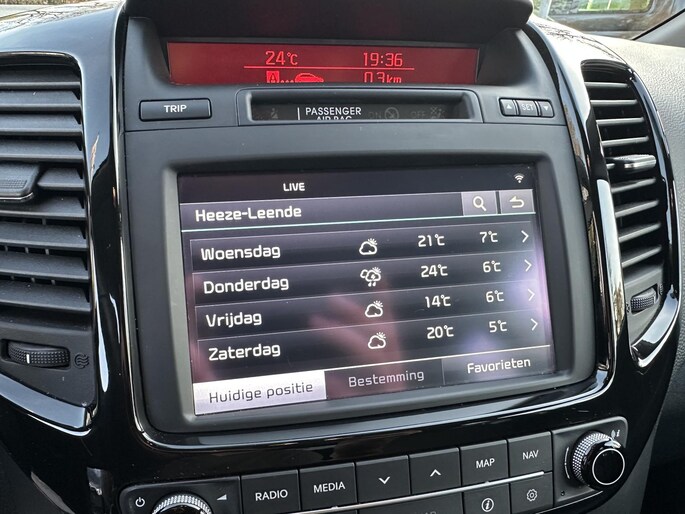 24℃ 19:36
A 0.3km
TRIP
PASSENGER
AIR BAG
SET
LIVE
Heeze-Leende
Woensdag 21℃ 7℃
Donderdag 24℃ 6℃
Vrijdag 14℃ 6℃
Zaterdag 20℃ 5℃
Huidige positie Bestemming Favorieten
RADIO MEDIA MAP NAV